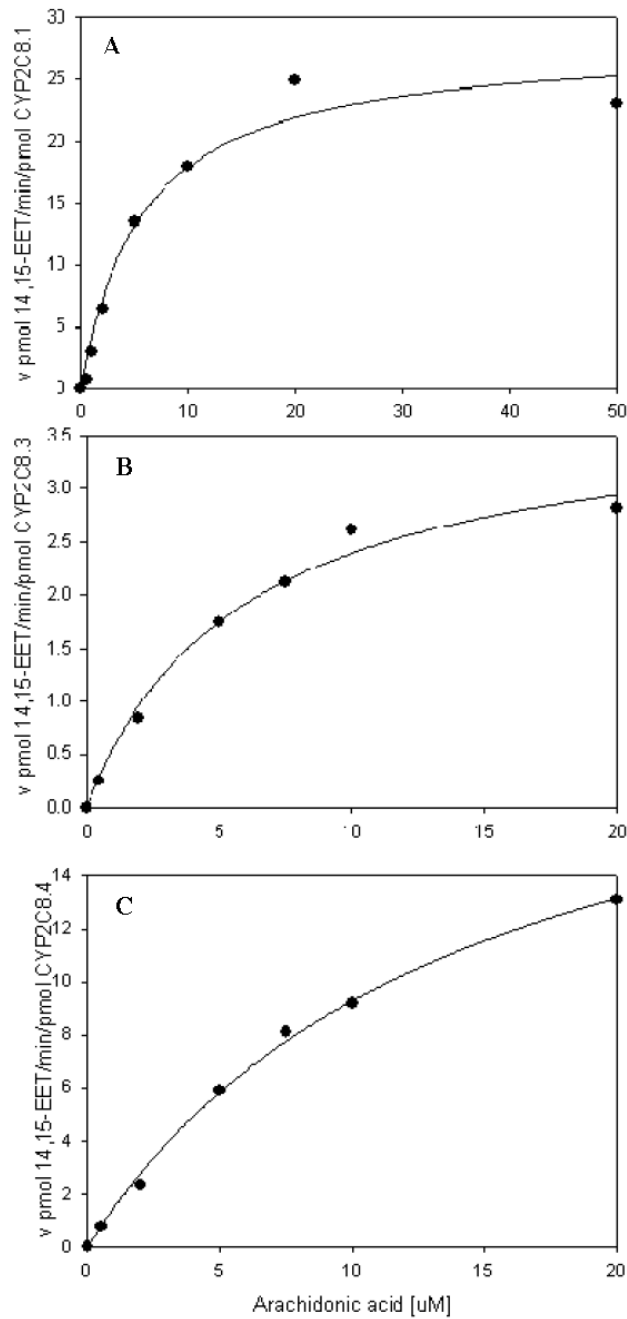 A
v pmol 14,15-EET/min/pmol CYP2C8.1
30
25
20
15
10
5
0
0 10 20 30 40 50
B
v pmol 14,15-EET/min/pmol CYP2C8.3
3.5
3.0
2.5
2.0
1.5
1.0
0.5
0.0
0 5 10 15 20
C
v pmol 14,15-EET/min/pmol CYP2C8.4
14
12
10
8
6
4
2
0
0 5 10 15 20
Arachidonic acid [uM]